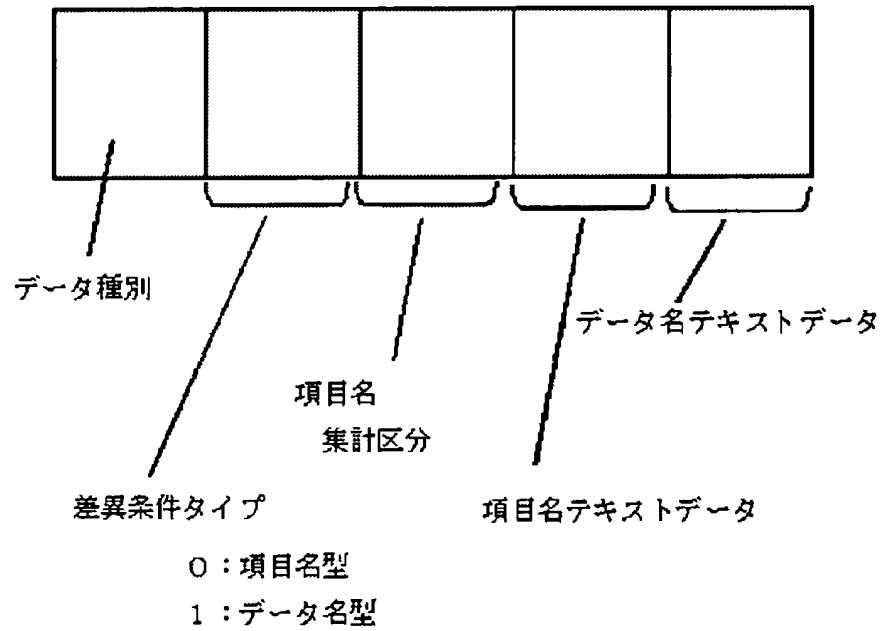 データ種別
データ名テキストデータ
項目名
集計区分
差異条件タイプ
項目名テキストデータ
0：項目名型
1：データ名型